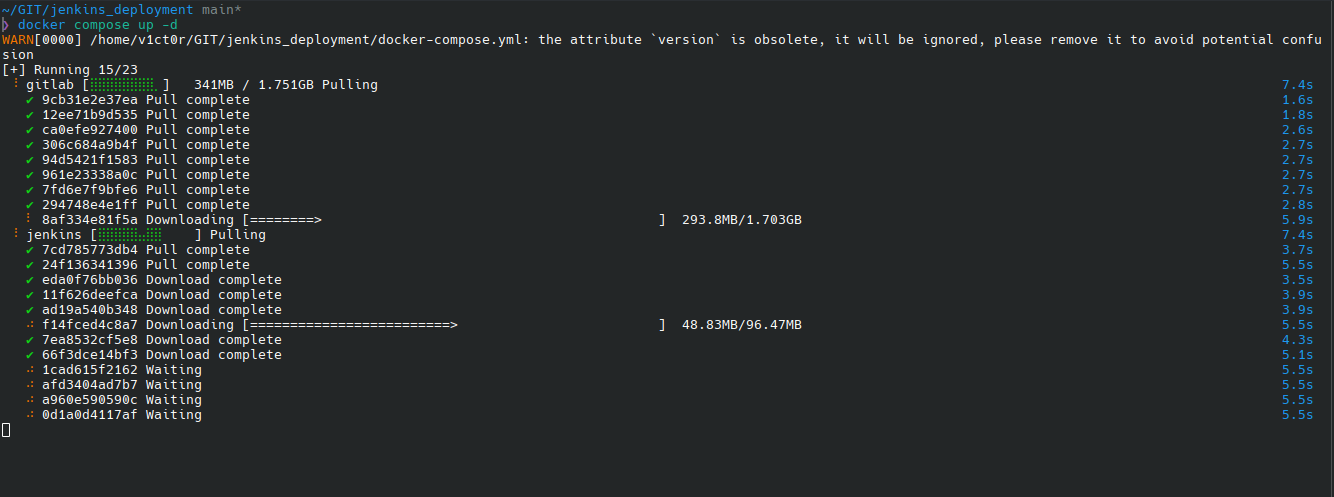 ~/GIT/jenkins_deployment main*
❯ docker compose up -d
WARN[0000] /home/v1ct0r/GIT/jenkins_deployment/docker-compose.yml: the attribute `version` is obsolete, it will be ignored, please remove it to avoid potential confu
sion
[+] Running 15/23
⠸ gitlab [⣿⣿⣿⣿⣿⣿⣿⣿⡀] 341MB / 1.751GB Pulling 7.4s
✔ 9cb31e2e37ea Pull complete 1.6s
✔ 12ee71b9d535 Pull complete 1.8s
✔ ca0efe927400 Pull complete 2.6s
✔ 306c684a9b4f Pull complete 2.7s
✔ 94d5421f1583 Pull complete 2.7s
✔ 961e23338a0c Pull complete 2.7s
✔ 7fd6e7f9bfe6 Pull complete 2.7s
✔ 294748e4e1ff Pull complete 2.8s
⠸ 8af334e81f5a Downloading [========> ] 293.8MB/1.703GB 5.9s
⠸ jenkins [⣿⣿⣿⣿⣿⣤⣿⣿ ] Pulling 7.4s
✔ 7cd785773db4 Pull complete 3.7s
✔ 24f136341396 Pull complete 5.5s
✔ eda0f76bb036 Download complete 3.5s
✔ 11f626deefca Download complete 3.9s
✔ ad19a540b348 Download complete 3.9s
⠴ f14fced4c8a7 Downloading [=========================> ] 48.83MB/96.47MB 5.5s
✔ 7ea8532cf5e8 Download complete 4.3s
✔ 66f3dce14bf3 Download complete 5.1s
⠴ 1cad615f2162 Waiting 5.5s
⠴ afd3404ad7b7 Waiting 5.5s
⠴ a960e590590c Waiting 5.5s
⠴ 0d1a0d4117af Waiting 5.5s